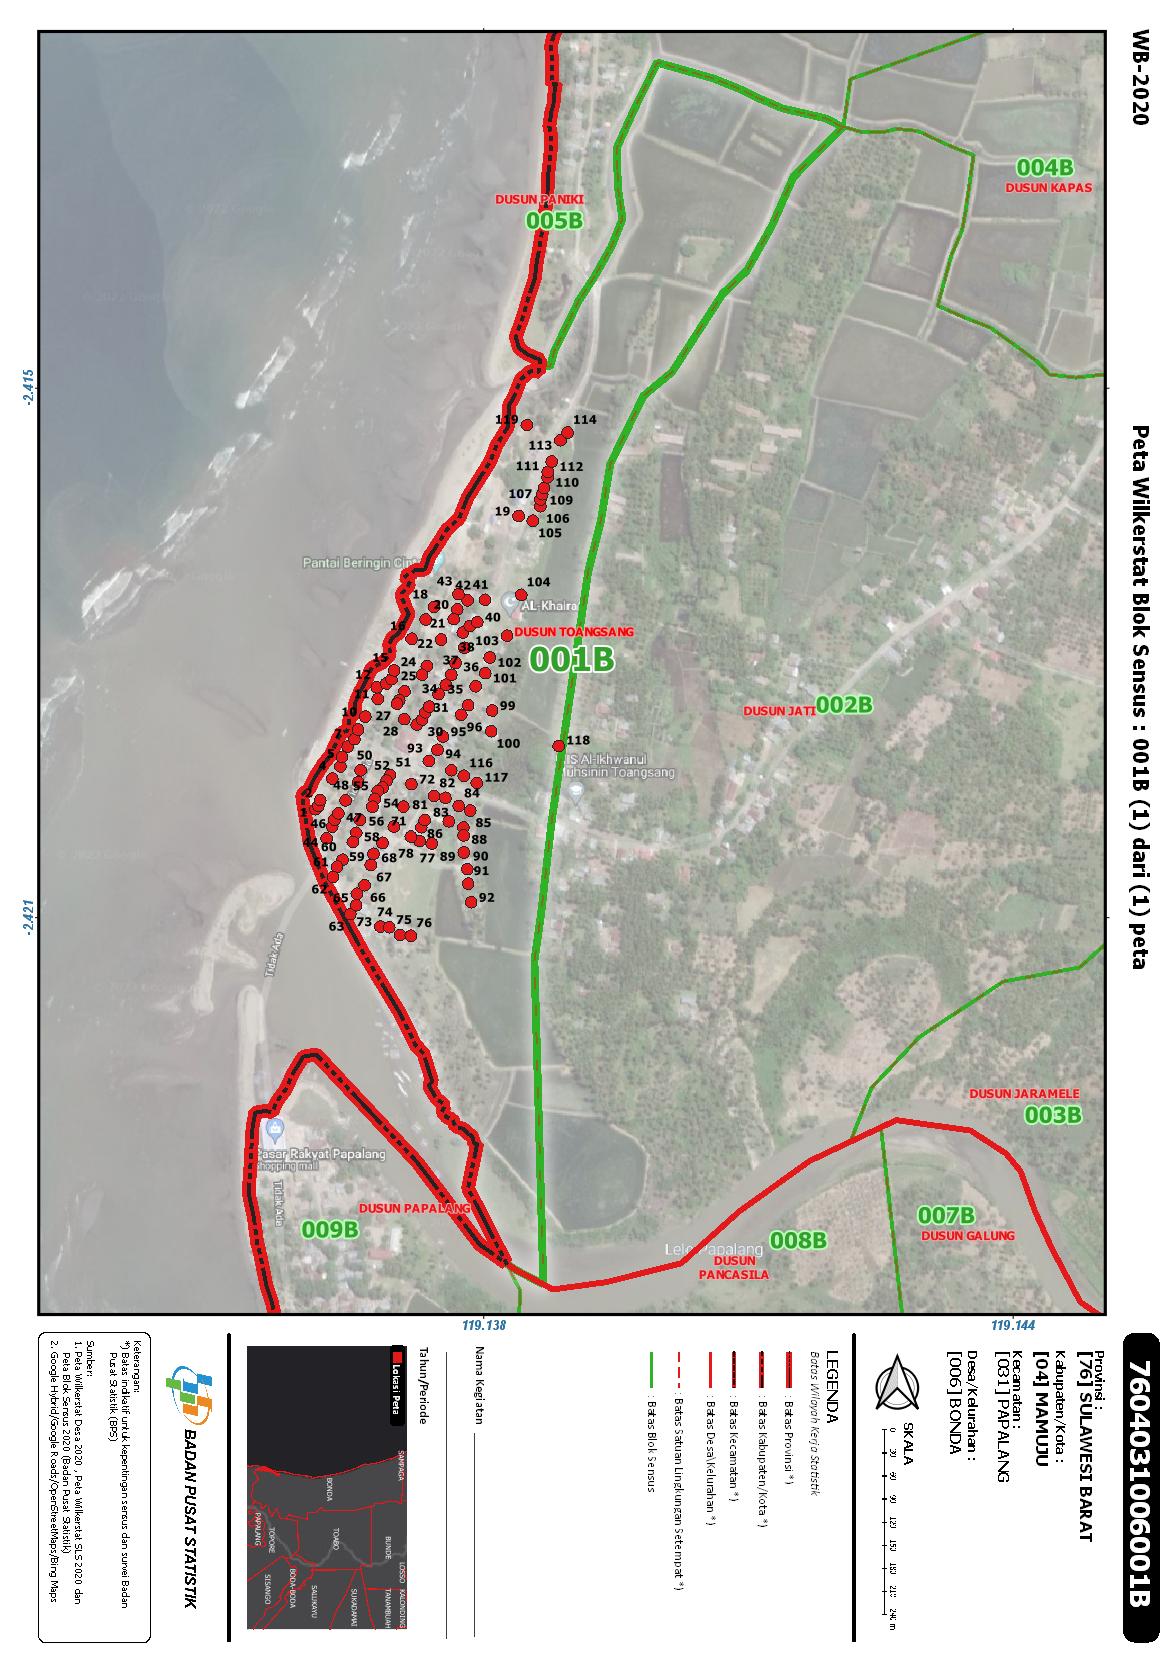 WB-2020
Peta Wilkerstat Blok Sensus : 001B (1) dari (1) peta
7604031006001B
Provinsi :
[76] SULAWESI BARAT
Kabupaten/Kota :
[04] MAMUJU
Kecamatan :
[031] PAPALANG
Desa/Kelurahan :
[006] BONDA
SKALA
0 30 60 90 120 150 180 210 240 m
LEGENDA
Batas Wilayah Kerja Statistik
: Batas Provinsi *)
: Batas Kabupaten/Kota *)
: Batas Kecamatan *)
: Batas Desa\Kelurahan *)
: Batas Satuan Lingkungan Setempat *)
: Batas Blok Sensus
Nama Kegiatan
Tahun/Periode
Lokasi Peta
SAMPAGA
BONDA
BUNDE
TOABO
LOSSO
KALONDING
TANAMBUAH
TOPORE
PAPALANG
SUKADAMAI
SALUKAYU
BODA-BODA
SISANGO
BADAN PUSAT STATISTIK
Keterangan:
*) Batas indikatif untuk kepentingan sensus dan survei Badan
Pusat Statistik (BPS)
Sumber:
1. Peta Wilkerstat Desa 2020 , Peta Wilkerstat SLS 2020 dan
Peta Blok Sensus 2020 (Badan Pusat Statistik)
2. Google Hybrid/Google Roads/OpenStreetMaps/Bing Maps
-2.415
-2.421
119.138
119.144
004B
DUSUN KAPAS
DUSUN PANIKI
005B
119
114
113
111
112
110
107
109
19
106
105
Pantai Beringin Cinta
43
42
41
104
18
20
AL-Khaira
40
16
21
DUSUN TOANGSANG
22
38
103
001B
15
24
37
36
102
12
25
101
11
34
35
10
27
31
99
DUSUN JATI
002B
28
30
95
96
7
93
94
100
118
IS Al-Ikhwanul
Muhsinin Toangsang
50
52
51
116
117
48
55
72
82
84
54
81
46
47
56
71
83
85
44
60
58
86
88
61
59
68
78
77
89
90
62
67
91
65
66
92
63
73
74
75
76
Tidak Ada
DUSUN JARAMELE
003B
Pasar Rakyat Papalang
Shopping mall
Tidak Ada
DUSUN PAPALANG
009B
007B
DUSUN GALUNG
008B
DUSUN
PANCASILA